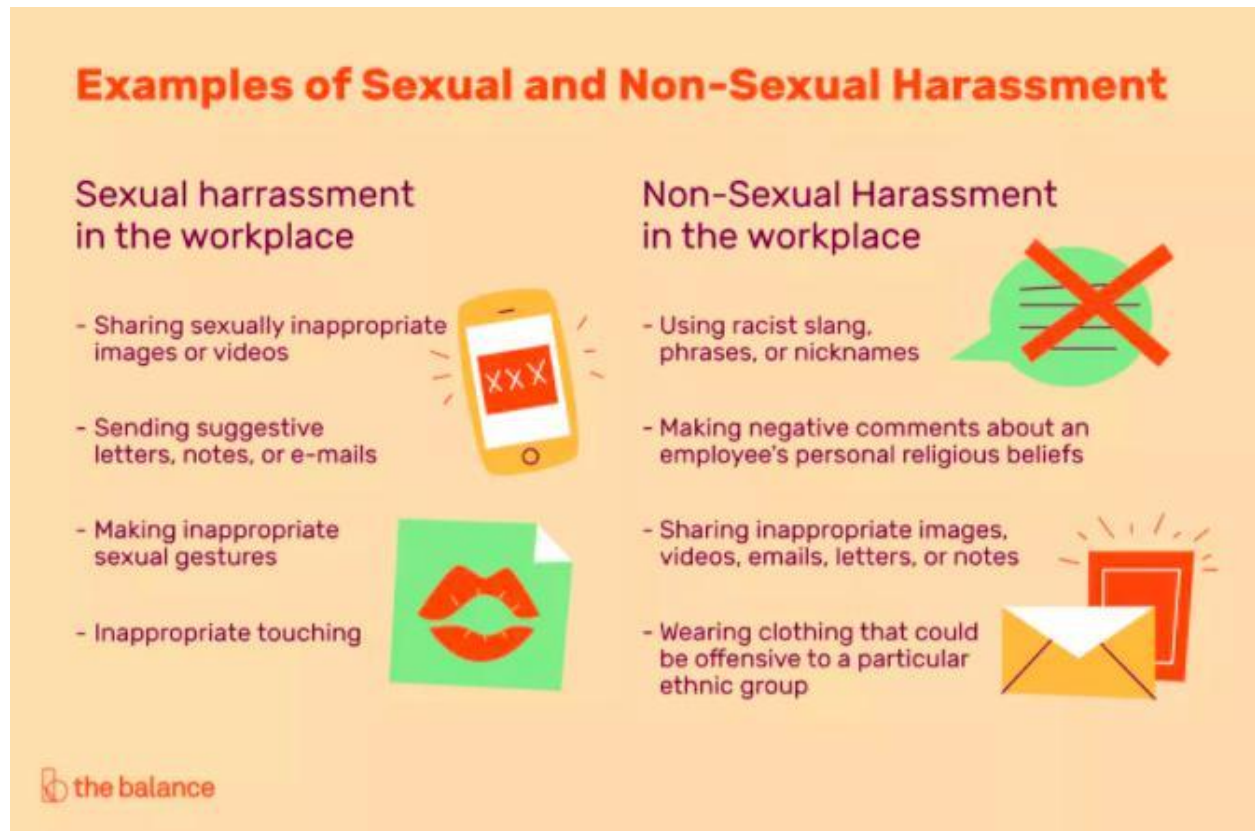 Examples of Sexual and Non-Sexual Harassment
Sexual harrassment
in the workplace
- Sharing sexually inappropriate
images or videos
- Sending suggestive
letters, notes, or e-mails
- Making inappropriate
sexual gestures
- Inappropriate touching
XXX
Non-Sexual Harassment
in the workplace
- Using racist slang,
phrases, or nicknames
- Making negative comments about an
employee's personal religious beliefs
- Sharing inappropriate images,
videos, emails, letters, or notes
- Wearing clothing that could
be offensive to a particular
ethnic group
the balance